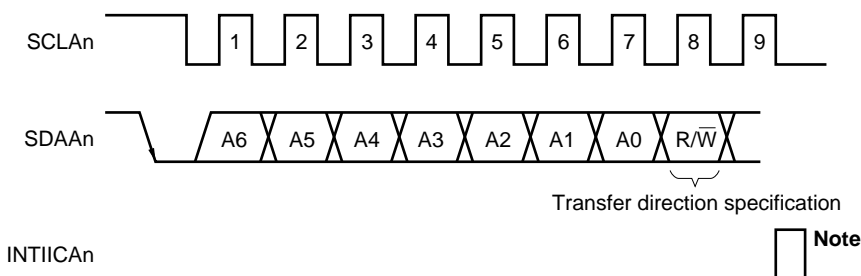 SCLAn 1 2 3 4 5 6 7 8 9
SDAAn A6 A5 A4 A3 A2 A1 A0 R/W̅
Transfer direction specification
INTIICAn Note